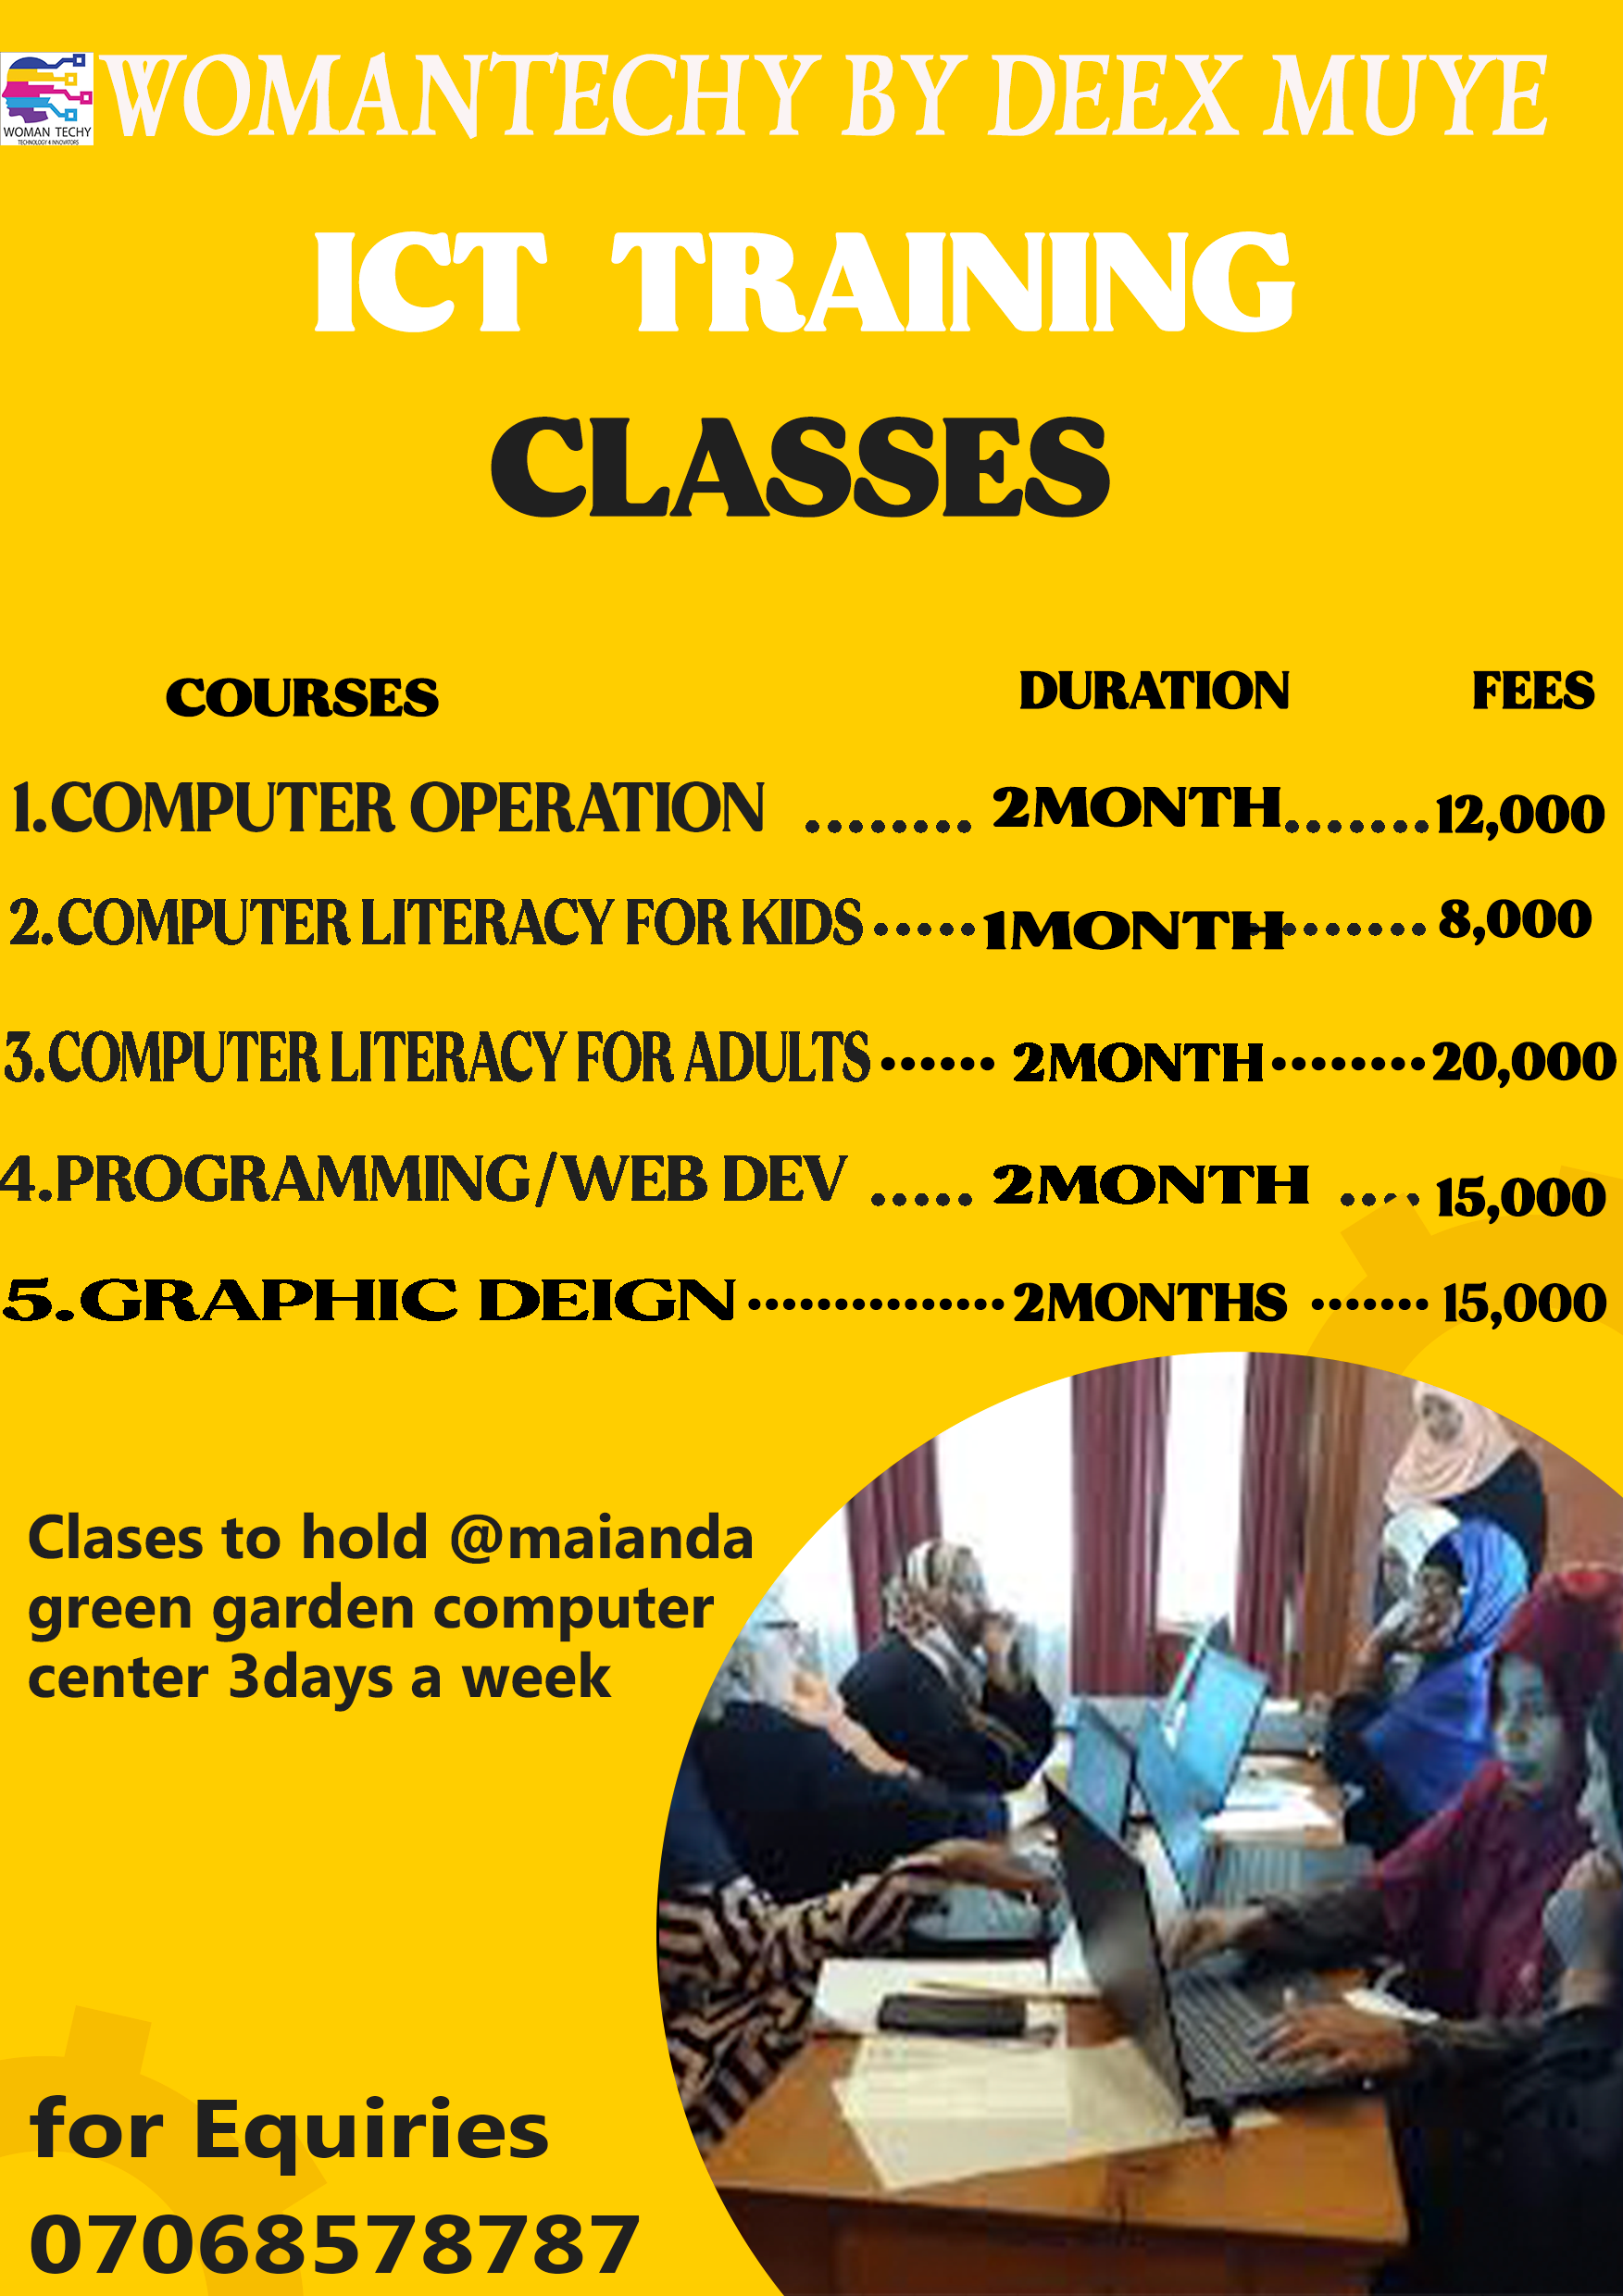 WOMANTECHY BY DEEX MUYE
WOMAN TECHY
TECHNOLOGY 4 INNOVATORS
ICT TRAINING
CLASSES
COURSES DURATION FEES
1.COMPUTER OPERATION ........ 2MONTH.......12,000
2.COMPUTER LITERACY FOR KIDS.....1MONTH........8,000
3.COMPUTER LITERACY FOR ADULTS...... 2MONTH........20,000
4.PROGRAMMING/WEB DEV ..... 2MONTH .... 15,000
5.GRAPHIC DEIGN...............2MONTHS ....... 15,000
Clases to hold @maianda
green garden computer
center 3days a week
for Equiries
07068578787